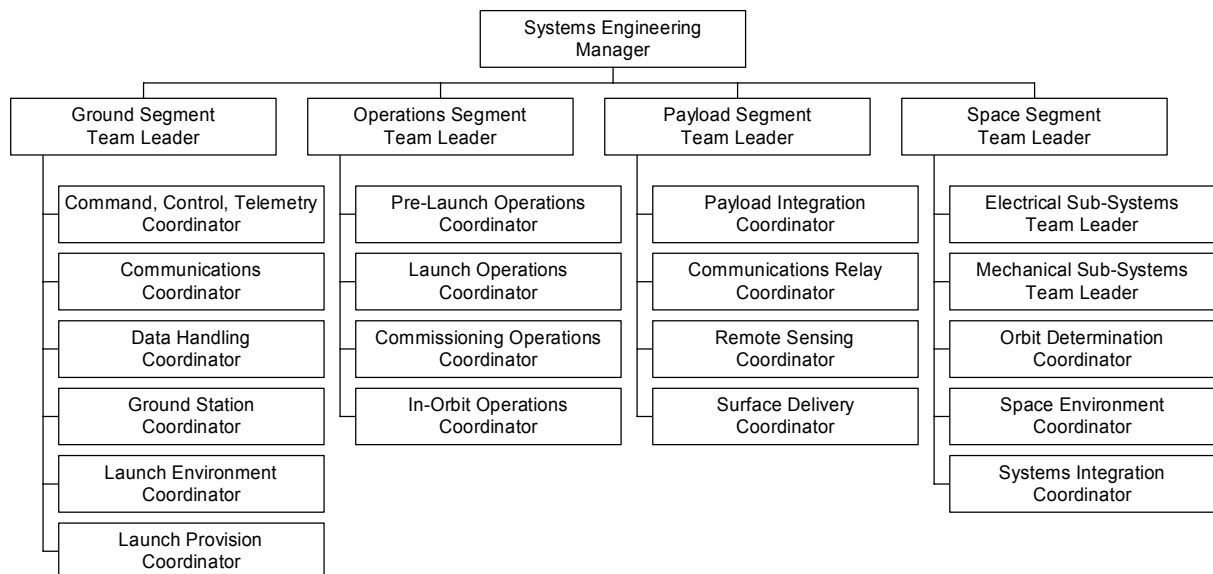 Systems Engineering
Manager
Ground Segment
Team Leader
Operations Segment
Team Leader
Payload Segment
Team Leader
Space Segment
Team Leader
Command, Control, Telemetry
Coordinator
Communications
Coordinator
Data Handling
Coordinator
Ground Station
Coordinator
Launch Environment
Coordinator
Launch Provision
Coordinator
Pre-Launch Operations
Coordinator
Launch Operations
Coordinator
Commissioning Operations
Coordinator
In-Orbit Operations
Coordinator
Payload Integration
Coordinator
Communications Relay
Coordinator
Remote Sensing
Coordinator
Surface Delivery
Coordinator
Electrical Sub-Systems
Team Leader
Mechanical Sub-Systems
Team Leader
Orbit Determination
Coordinator
Space Environment
Coordinator
Systems Integration
Coordinator